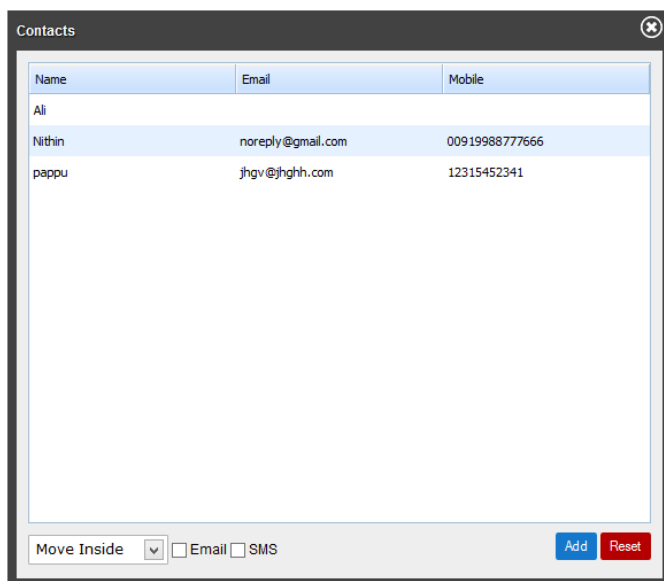 Contacts
Name Email Mobile
Ali
Nithin noreply@gmail.com 00919988777666
pappu jhgv@jhghh.com 12315452341
Move Inside Email SMS Add Reset